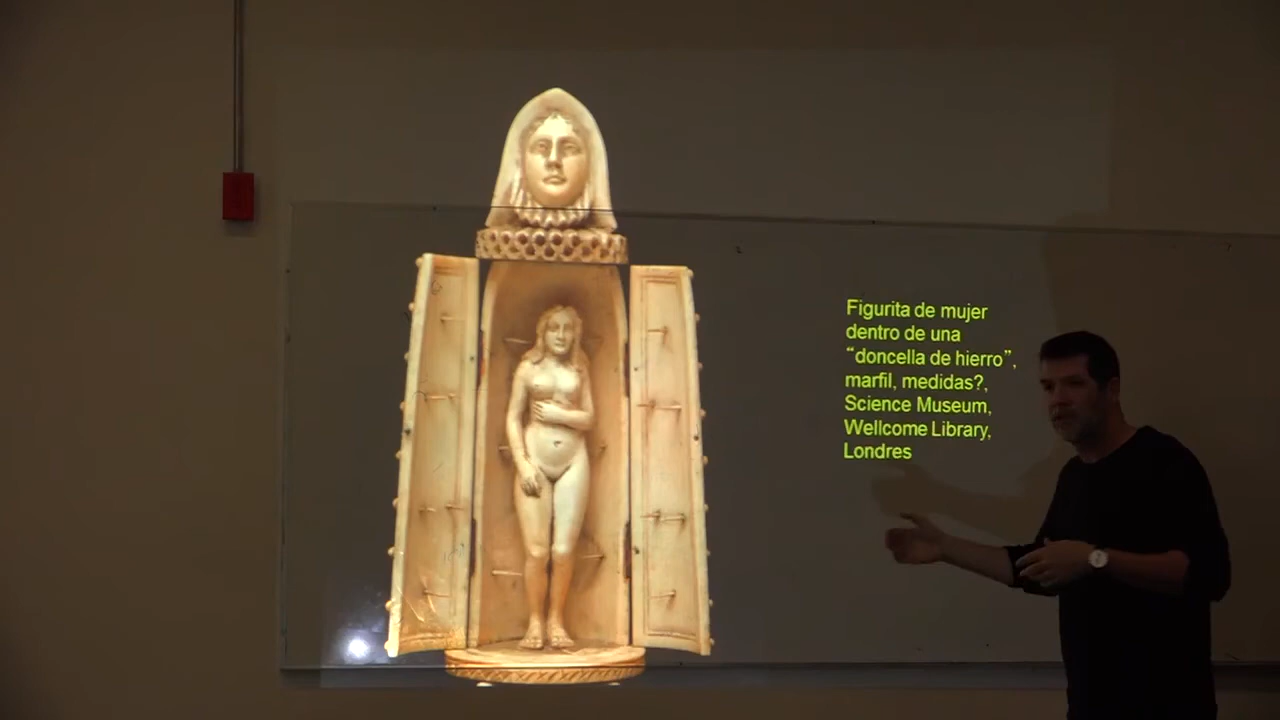 Figurita de mujer
dentro de una
“doncella de hierro”,
marfil, medidas?,
Science Museum,
Wellcome Library,
Londres